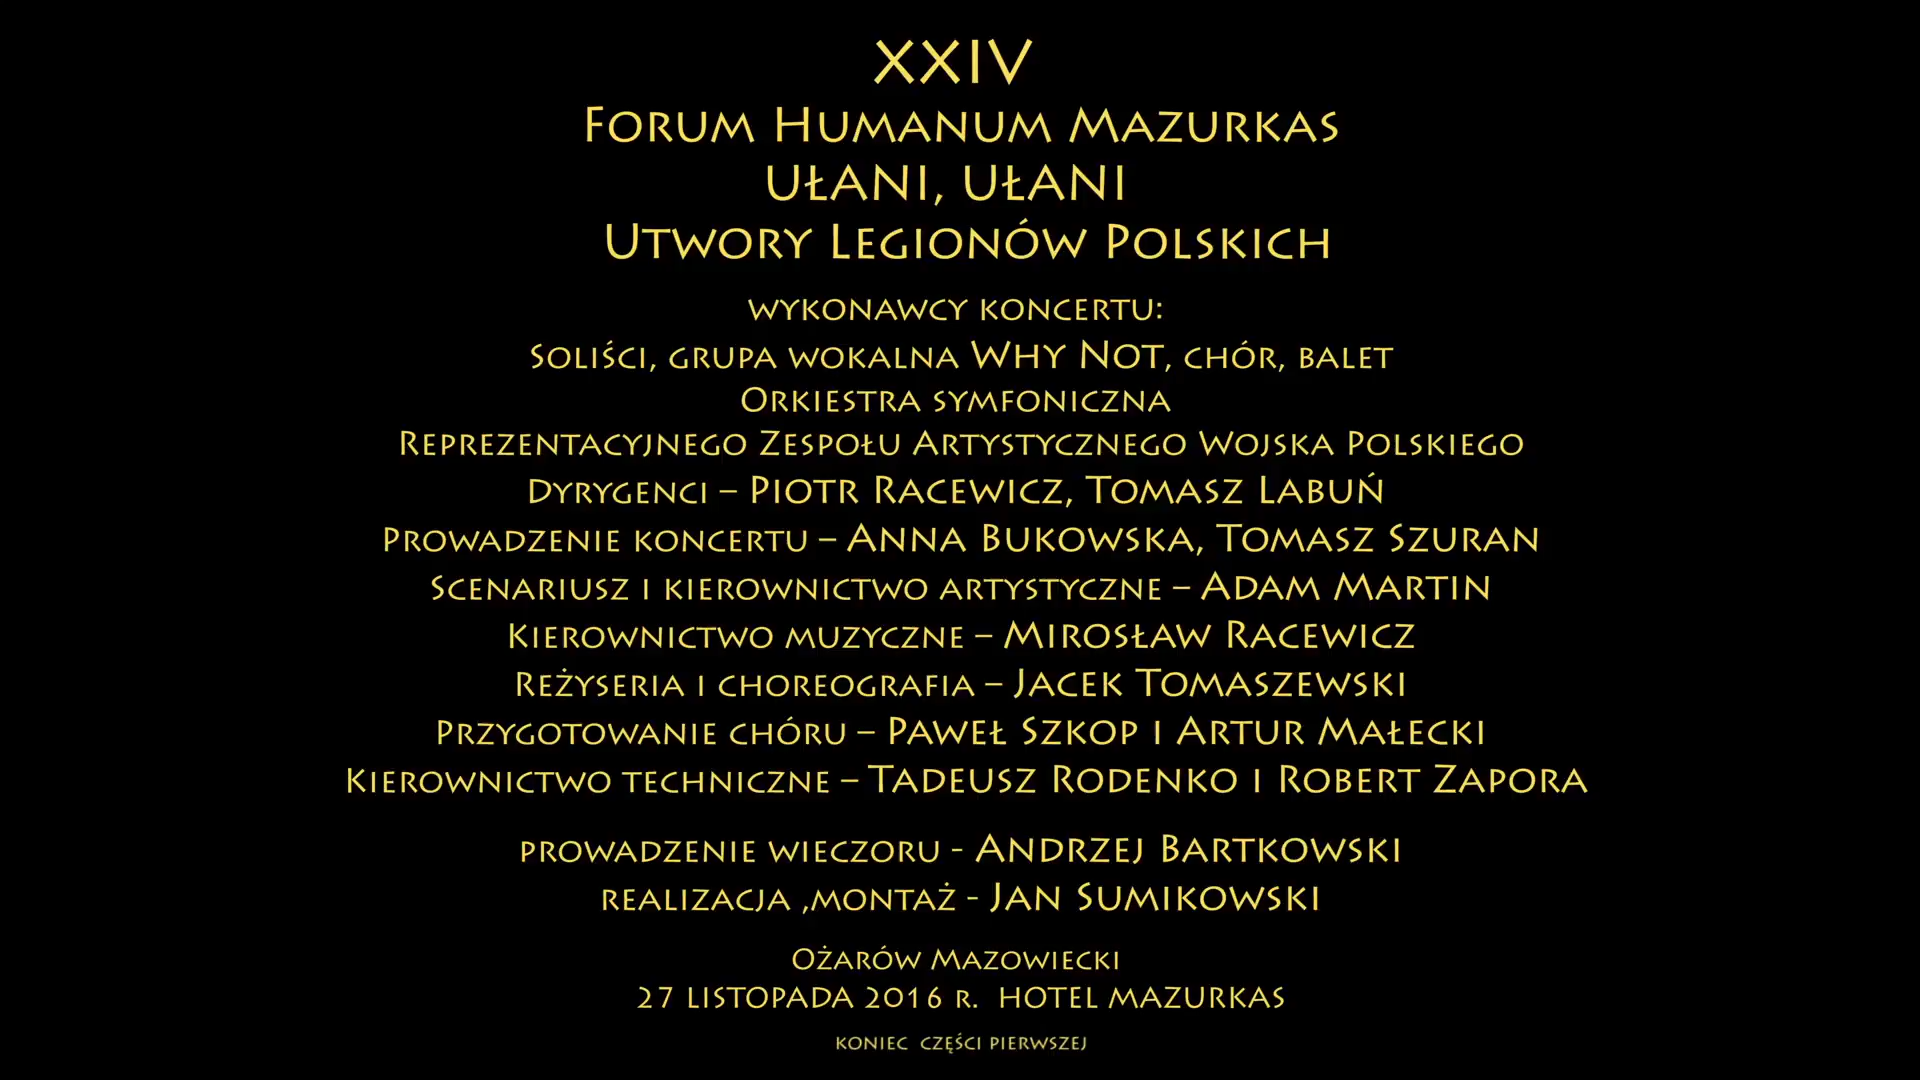 XXIV
Forum Humanum Mazurkas
UŁANI, UŁANI
Utwory Legionów Polskich
wykonawcy koncertu:
Soliści, grupa wokalna Why Not, chór, balet
Orkiestra symfoniczna
Reprezentacyjnego Zespołu Artystycznego Wojska Polskiego
Dyrygenci – Piotr Racewicz, Tomasz Labuń
Prowadzenie koncertu – Anna Bukowska, Tomasz Szuran
Scenariusz i kierownictwo artystyczne – Adam Martin
Kierownictwo muzyczne – Mirosław Racewicz
Reżyseria i choreografia – Jacek Tomaszewski
Przygotowanie chóru – Paweł Szkop i Artur Małecki
Kierownictwo techniczne – Tadeusz Rodenko i Robert Zapora
prowadzenie wieczoru - Andrzej Bartkowski
realizacja ,montaż - Jan Sumikowski
Ożarów Mazowiecki
27 LISTOPADA 2016 r. HOTEL MAZURKAS
koniec części pierwszej